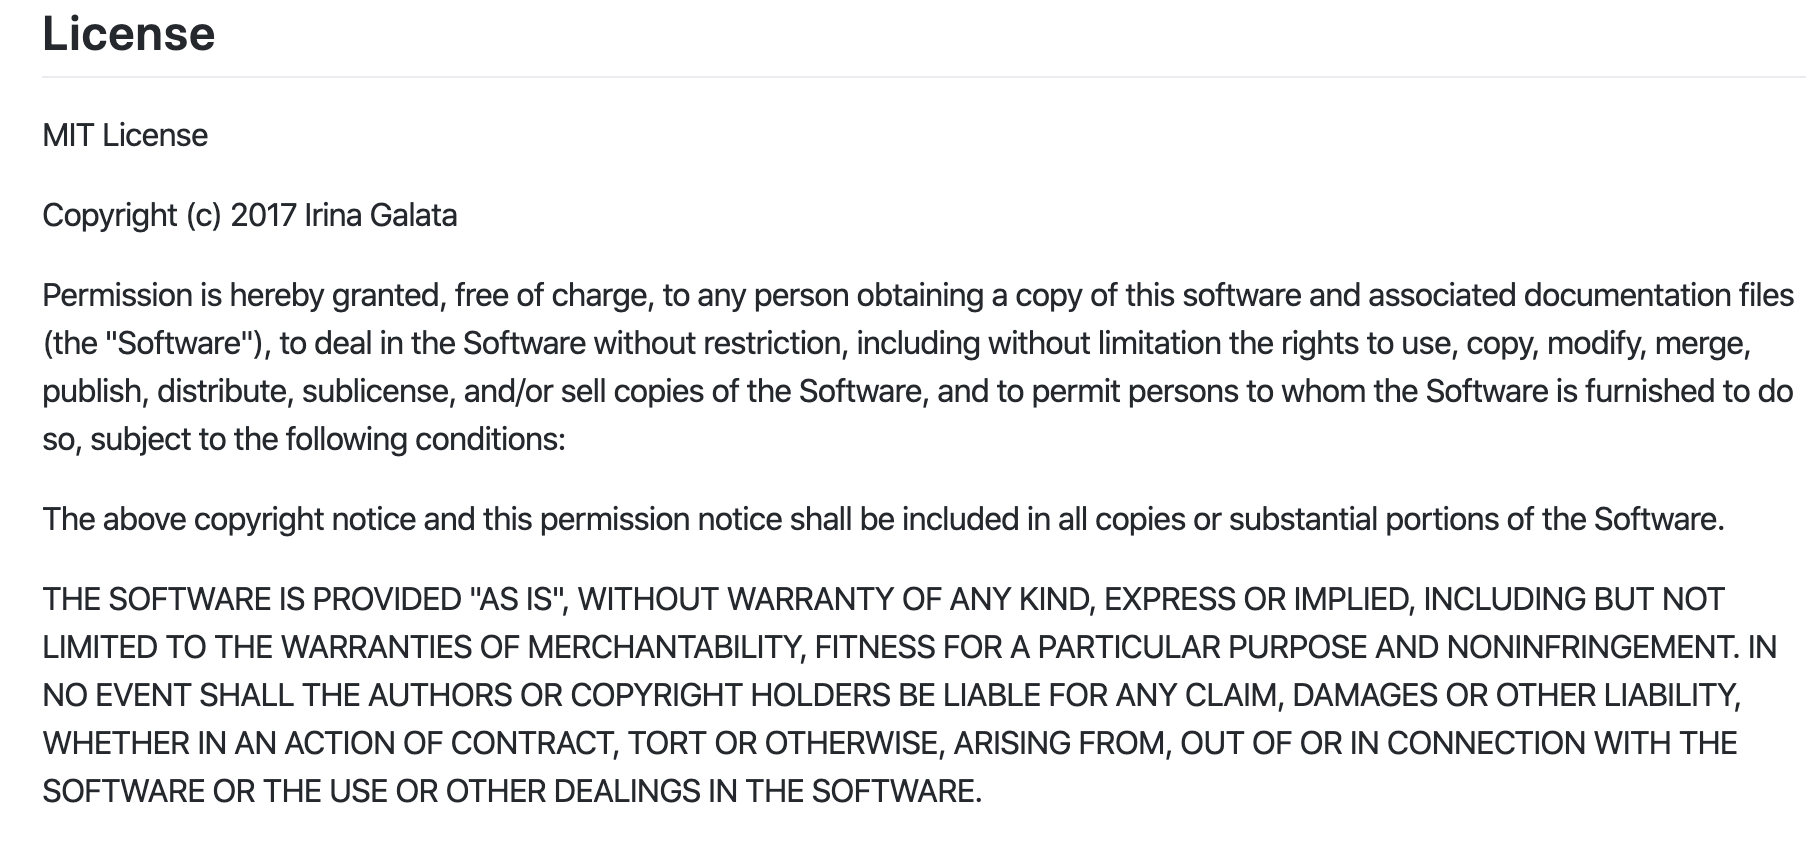 License
MIT License
Copyright (c) 2017 Irina Galata
Permission is hereby granted, free of charge, to any person obtaining a copy of this software and associated documentation files
(the "Software"), to deal in the Software without restriction, including without limitation the rights to use, copy, modify, merge,
publish, distribute, sublicense, and/or sell copies of the Software, and to permit persons to whom the Software is furnished to do
so, subject to the following conditions:
The above copyright notice and this permission notice shall be included in all copies or substantial portions of the Software.
THE SOFTWARE IS PROVIDED "AS IS", WITHOUT WARRANTY OF ANY KIND, EXPRESS OR IMPLIED, INCLUDING BUT NOT
LIMITED TO THE WARRANTIES OF MERCHANTABILITY, FITNESS FOR A PARTICULAR PURPOSE AND NONINFRINGEMENT. IN
NO EVENT SHALL THE AUTHORS OR COPYRIGHT HOLDERS BE LIABLE FOR ANY CLAIM, DAMAGES OR OTHER LIABILITY,
WHETHER IN AN ACTION OF CONTRACT, TORT OR OTHERWISE, ARISING FROM, OUT OF OR IN CONNECTION WITH THE
SOFTWARE OR THE USE OR OTHER DEALINGS IN THE SOFTWARE.